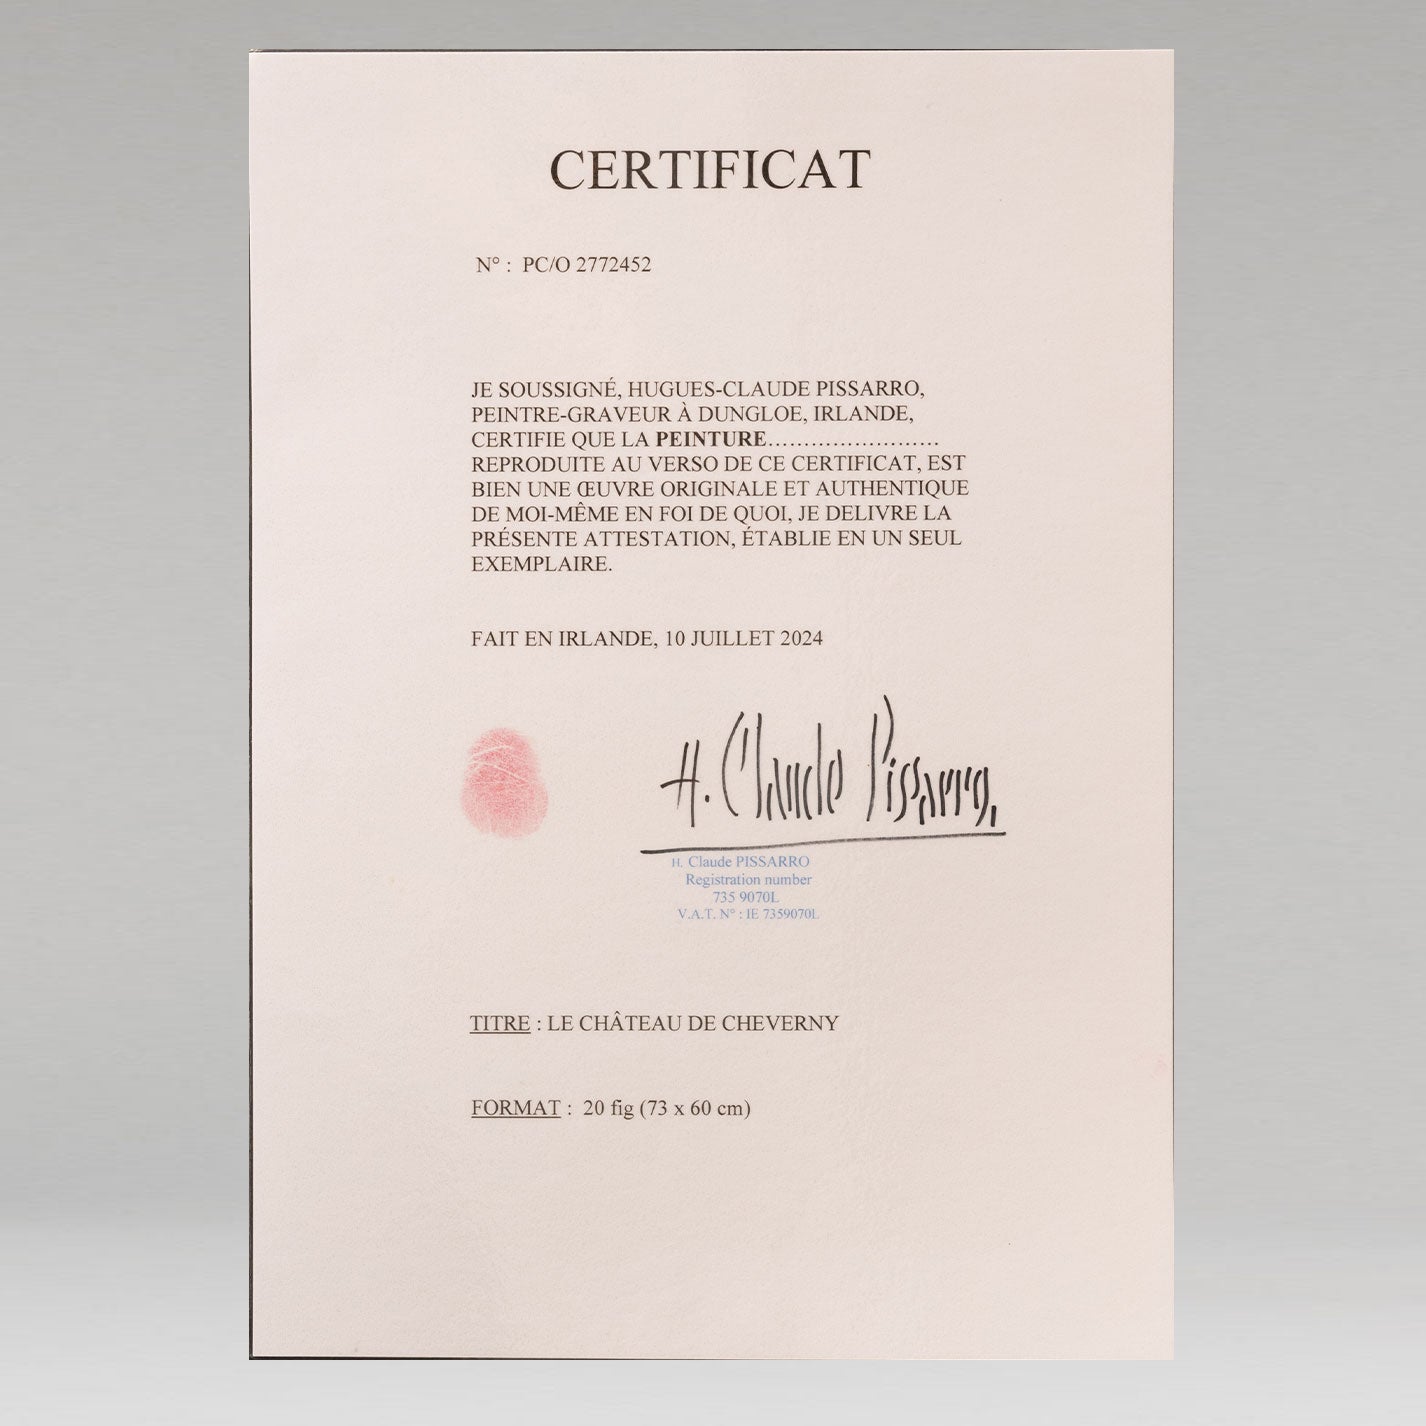 CERTIFICAT
N° : PC/O 2772452
JE SOUSSIGNÉ, HUGUES-CLAUDE PISSARRO,
PEINTRE-GRAVEUR À DUNGLOE, IRLANDE,
CERTIFIE QUE LA PEINTURE........................
REPRODUITE AU VERSO DE CE CERTIFICAT, EST
BIEN UNE ŒUVRE ORIGINALE ET AUTHENTIQUE
DE MOI-MÊME EN FOI DE QUOI, JE DELIVRE LA
PRÉSENTE ATTESTATION, ÉTABLIE EN UN SEUL
EXEMPLAIRE.
FAIT EN IRLANDE, 10 JUILLET 2024
H. Claude Pissarro,
H. Claude PISSARRO
Registration number
735 9070L
V.A.T. N° : IE 7359070L
TITRE : LE CHÂTEAU DE CHEVERNY
FORMAT : 20 fig (73 x 60 cm)